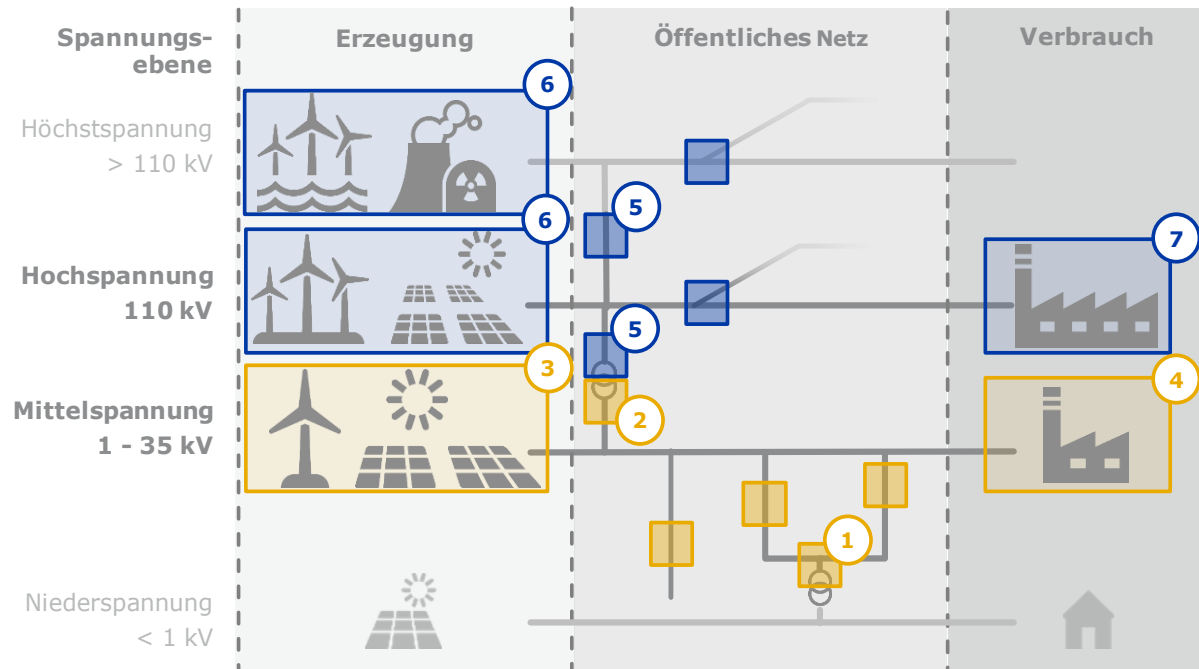 Spannungs-
ebene
Erzeugung
Öffentliches Netz
Verbrauch
6
Höchstspannung
> 110 kV
6
5
7
Hochspannung
110 kV
5
3
4
Mittelspannung
1 - 35 kV
2
1
Niederspannung
< 1 kV